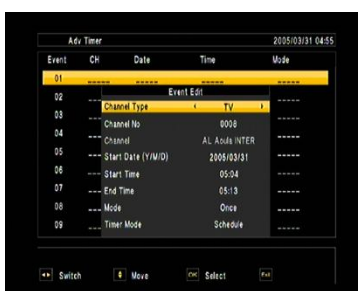 Adv Timer 2005/03/31 04:55
Event CH Date Time Mode
01 ----- ----- ----- -----
Event Edit
02 -----
Channel Type TV
03 -----
Channel No 0008
04 -----
Channel AL Aoula INTER
05 -----
Start Date (Y/M/D) 2005/03/31
06 -----
Start Time 05:04
07 -----
End Time 05:13
08 -----
Mode Once
09 -----
Timer Mode Schedule
Switch Move OK Select Exit